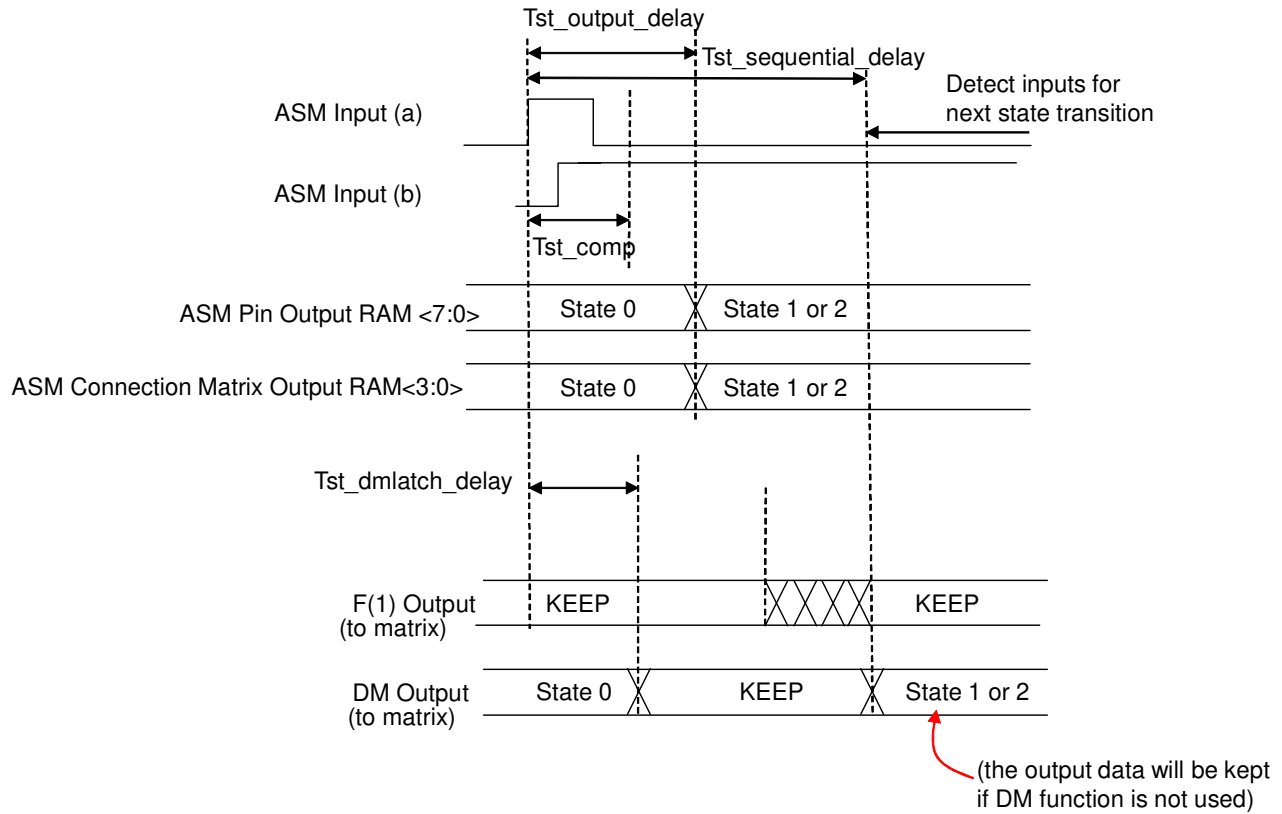 Tst_output_delay
Tst_sequential_delay
Detect inputs for
next state transition
ASM Input (a)
ASM Input (b)
Tst_comp
ASM Pin Output RAM <7:0>
State 0
State 1 or 2
ASM Connection Matrix Output RAM<3:0>
State 0
State 1 or 2
Tst_dmlatch_delay
F(1) Output
(to matrix)
KEEP
KEEP
DM Output
(to matrix)
State 0
KEEP
State 1 or 2
(the output data will be kept
if DM function is not used)